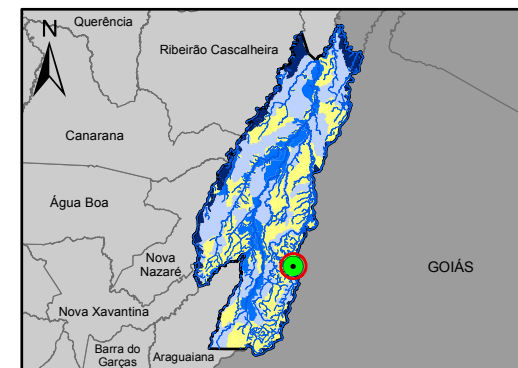 Querência
N
Ribeirão Cascalheira
Canarana
Água Boa
Nova
Nazaré
GOIÁS
Nova Xavantina
Barra do
Garças
Araguaiana